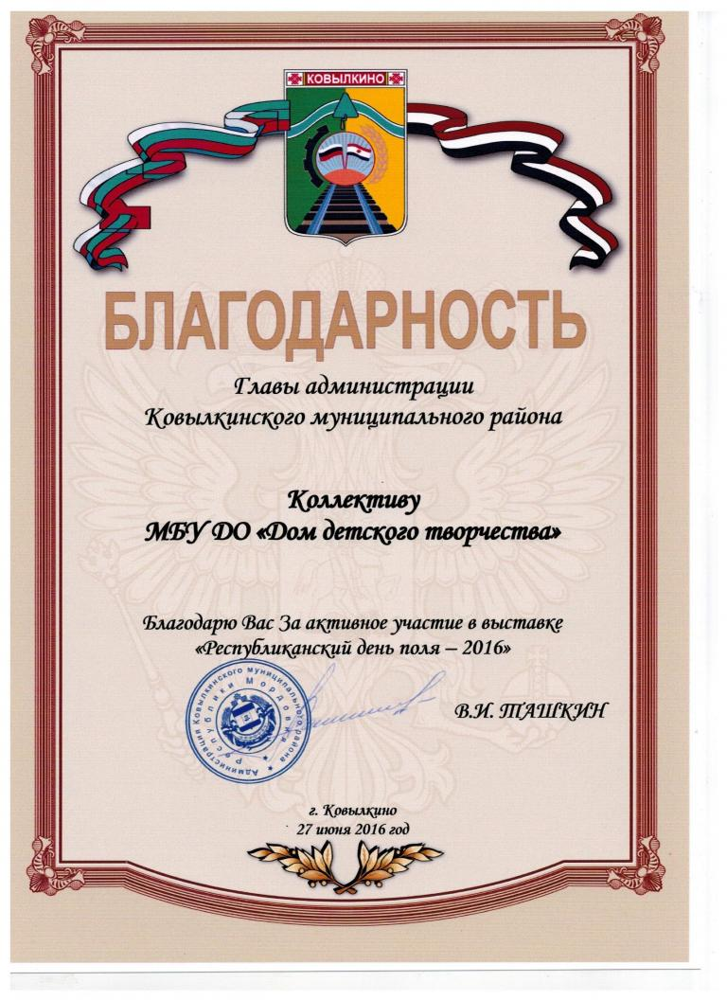 КОВЫЛКИНО
БЛАГОДАРНОСТЬ
Главы администрации
Ковылкинского муниципального района
Коллективу
МБУ ДО «Дом детского творчества»
Благодарю Вас За активное участие в выставке
«Республиканский день поля – 2016»
Администрация Ковылкинского муниципального района
Республики Мордовия
В.И. ТАШКИН
г. Ковылкино
27 июня 2016 год